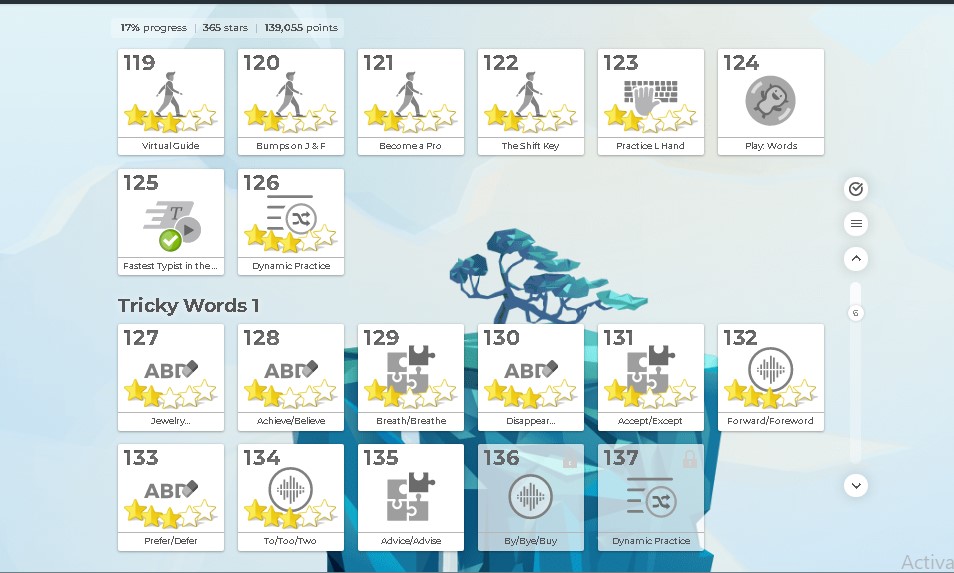 17% progress | 365 stars | 139,055 points
119 120 121 122 123 124
Virtual Guide Bumps on J & F Become a Pro The Shift Key Practice L Hand Play: Words
125 126
T
Fastest Typist in the... Dynamic Practice
6
Tricky Words 1
127 128 129 130 131 132
ABC ABC ABC
Jewelry... Achieve/Believe Breath/Breathe Disappear... Accept/Except Forward/Foreword
133 134 135 136 137
ABC
Prefer/Defer To/Too/Two Advice/Advise By/Bye/Buy Dynamic Practice
Activa